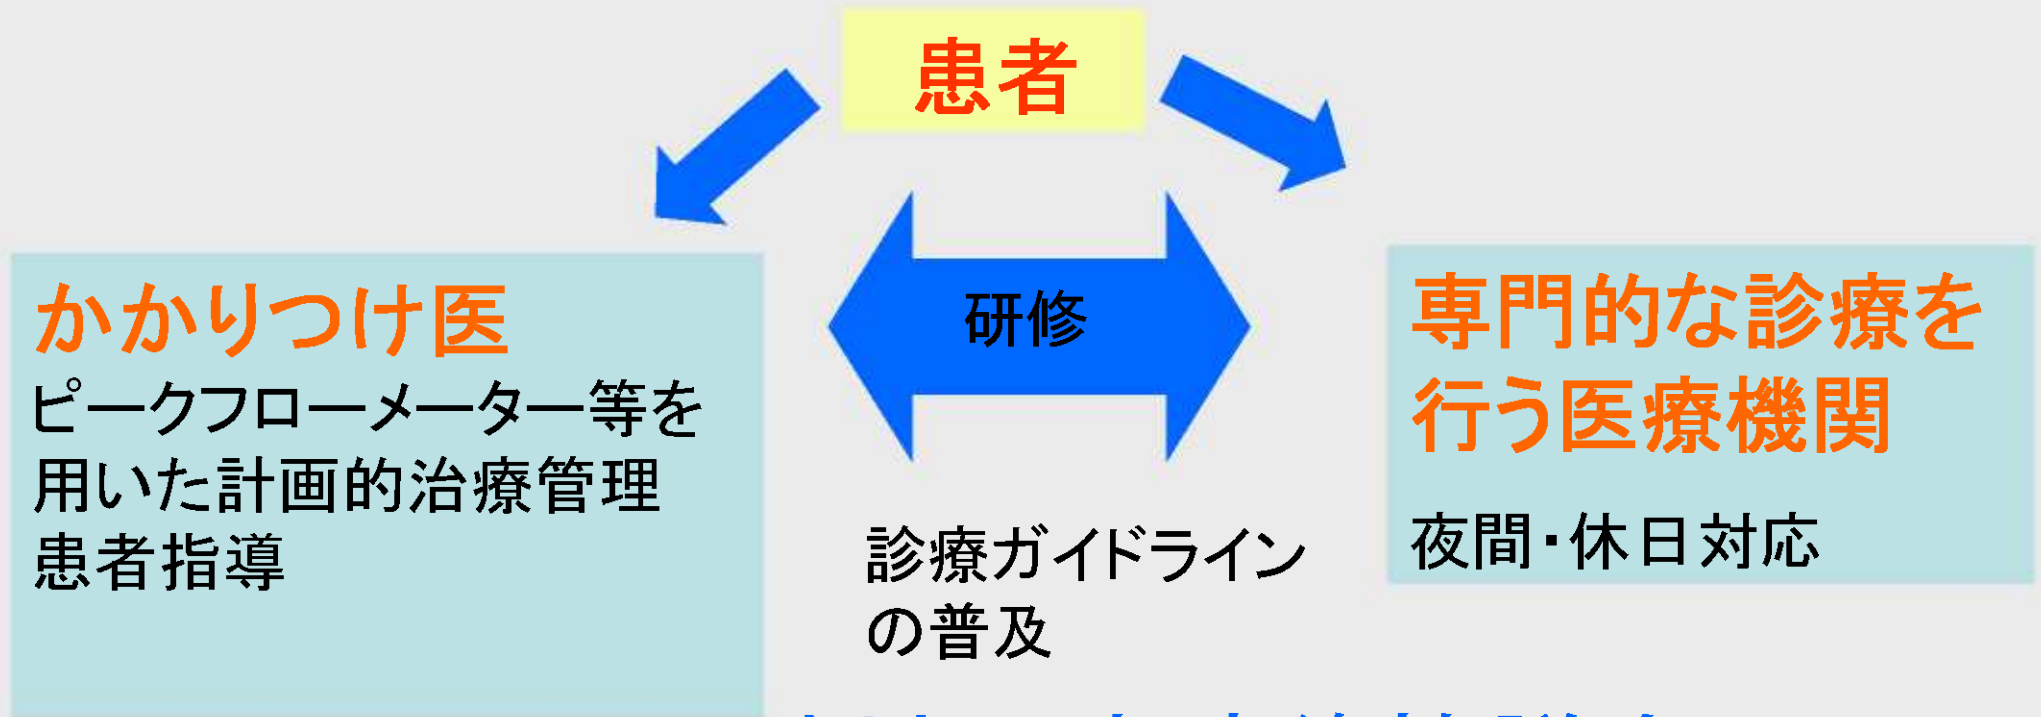 患者
かかりつけ医
ピークフローメーター等を
用いた計画的治療管理
患者指導
研修
診療ガイドライン
の普及
専門的な診療を
行う医療機関
夜間・休日対応